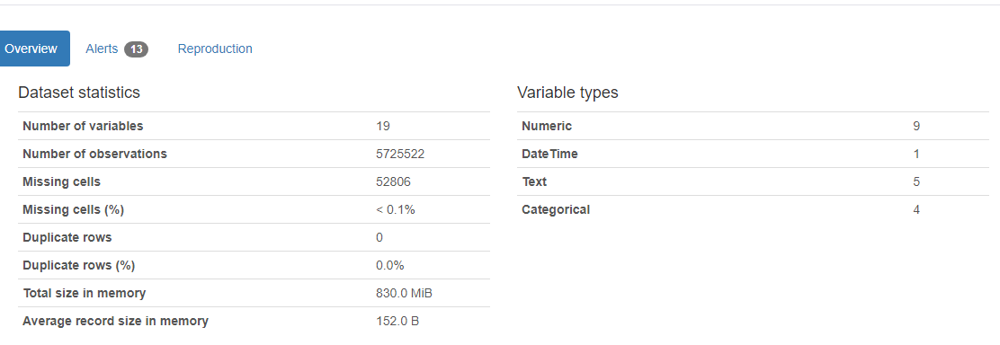 Overview Alerts 13 Reproduction
Dataset statistics
Number of variables 19
Number of observations 5725522
Missing cells 52806
Missing cells (%) < 0.1%
Duplicate rows 0
Duplicate rows (%) 0.0%
Total size in memory 830.0 MiB
Average record size in memory 152.0 B
Variable types
Numeric 9
DateTime 1
Text 5
Categorical 4